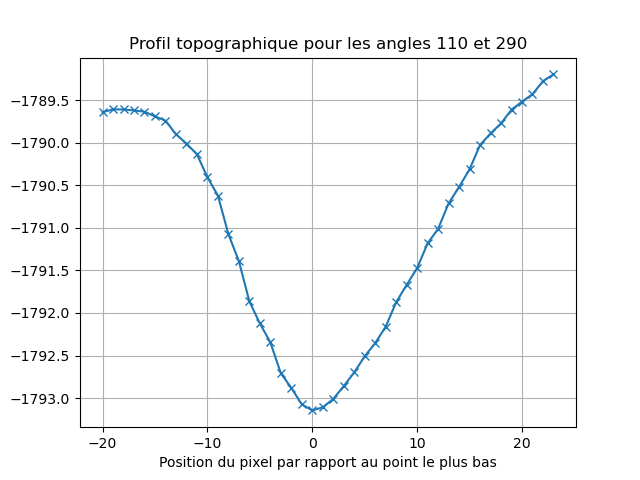 Profil topographique pour les angles 110 et 290
−1789.5
−1790.0
−1790.5
−1791.0
−1791.5
−1792.0
−1792.5
−1793.0
−20 −10 0 10 20
Position du pixel par rapport au point le plus bas